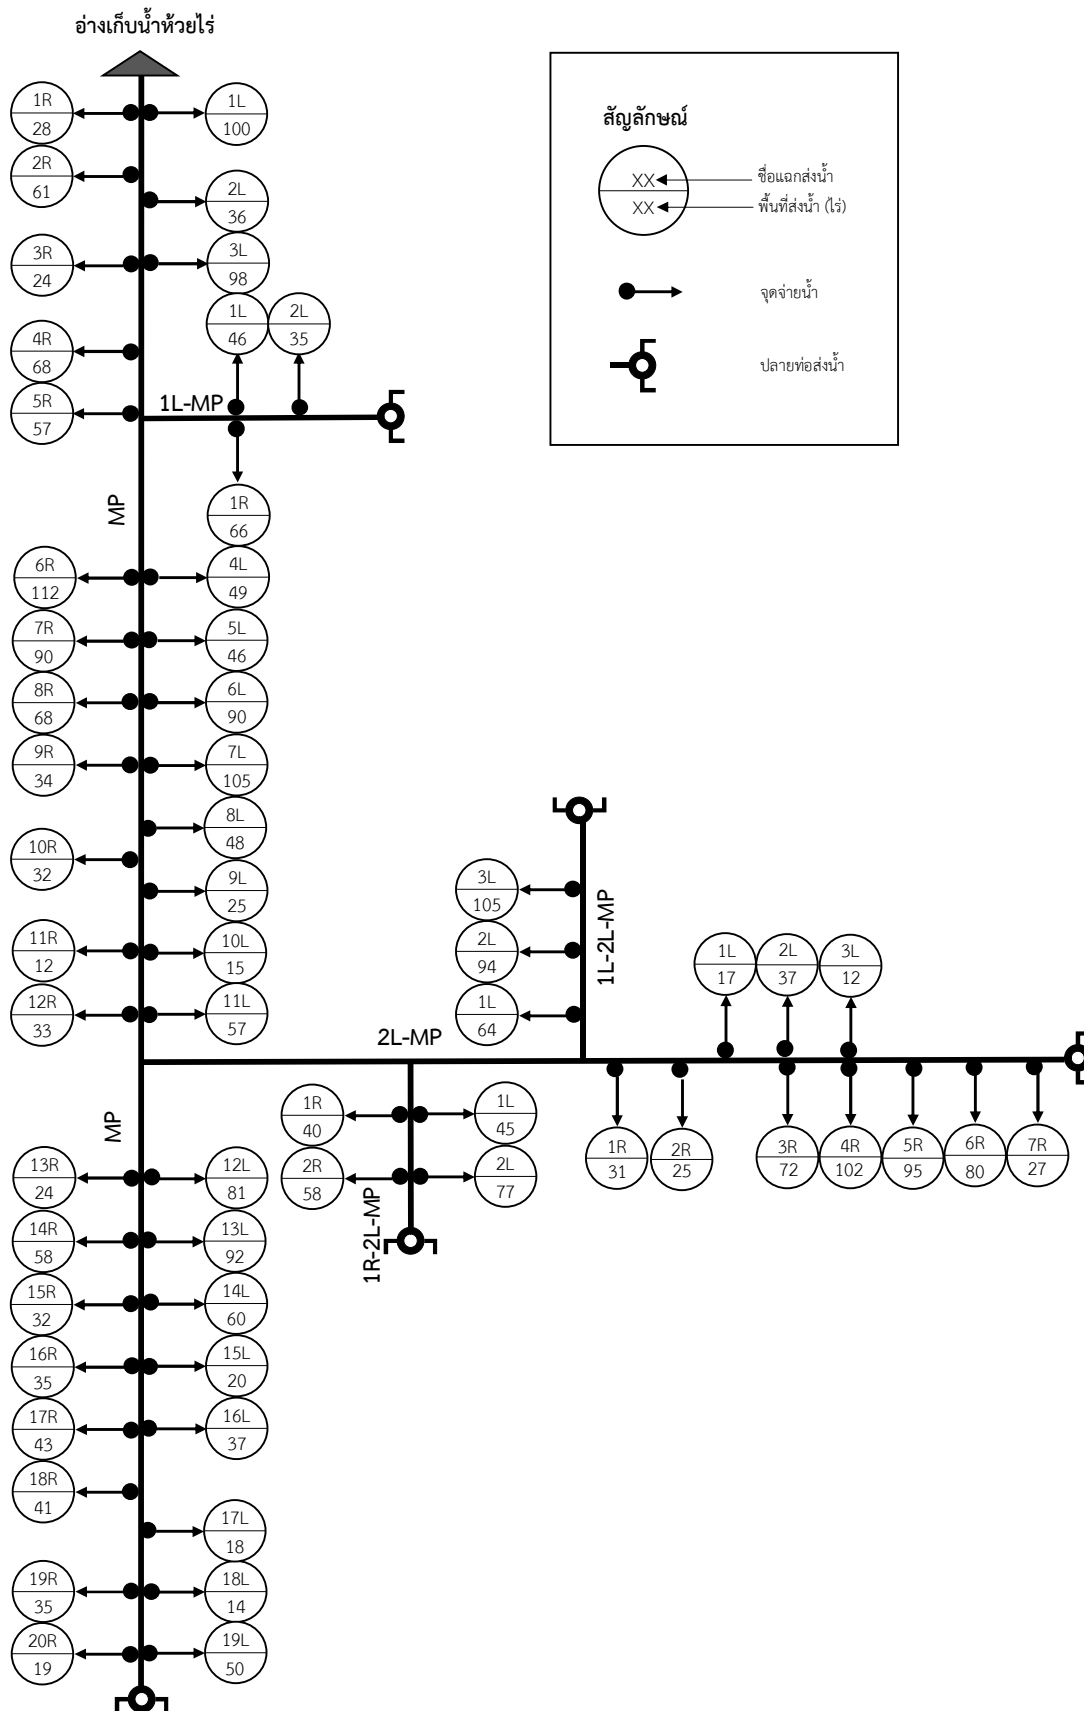 อ่างเก็บน้ำห้วยไร่
สัญลักษณ์
XX
ชื่อแฉกส่งน้ำ
XX
พื้นที่ส่งน้ำ (ไร่)
จุดจ่ายน้ำ
ปลายท่อส่งน้ำ
1R
28
1L
100
2R
61
2L
36
3R
24
3L
98
4R
68
5R
57
1L
46
2L
35
1L-MP
1R
66
MP
6R
112
4L
49
7R
90
5L
46
8R
68
6L
90
9R
34
7L
105
8L
48
10R
32
9L
25
11R
12
10L
15
12R
33
11L
57
2L-MP
3L
105
2L
94
1L
64
1L-2L-MP
1L
17
2L
37
3L
12
1R
31
2R
25
3R
72
4R
102
5R
95
6R
80
7R
27
1R
40
1L
45
2R
58
2L
77
1R-2L-MP
MP
13R
24
12L
81
14R
58
13L
92
15R
32
14L
60
16R
35
15L
20
17R
43
16L
37
18R
41
17L
18
19R
35
18L
14
20R
19
19L
50